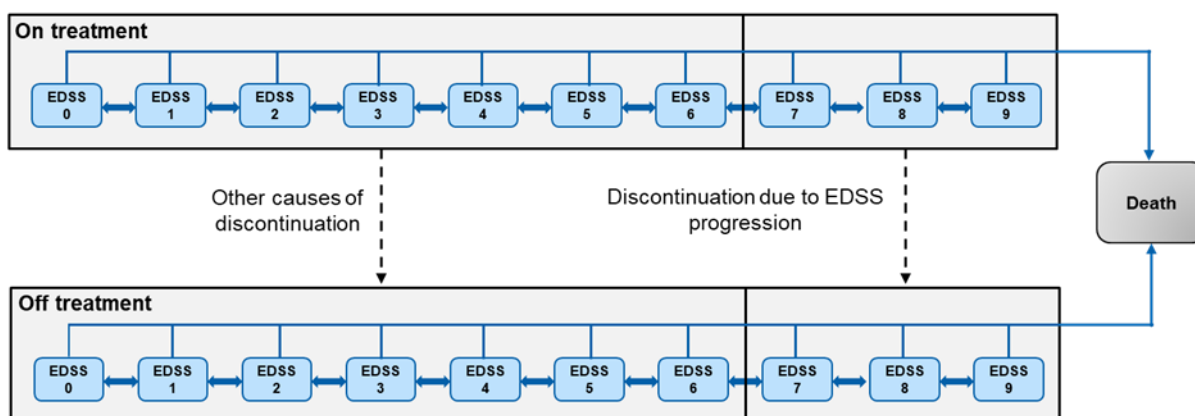 On treatment
EDSS
0
EDSS
1
EDSS
2
EDSS
3
EDSS
4
EDSS
5
EDSS
6
EDSS
7
EDSS
8
EDSS
9
Other causes of
discontinuation
Discontinuation due to EDSS
progression
Death
Off treatment
EDSS
0
EDSS
1
EDSS
2
EDSS
3
EDSS
4
EDSS
5
EDSS
6
EDSS
7
EDSS
8
EDSS
9